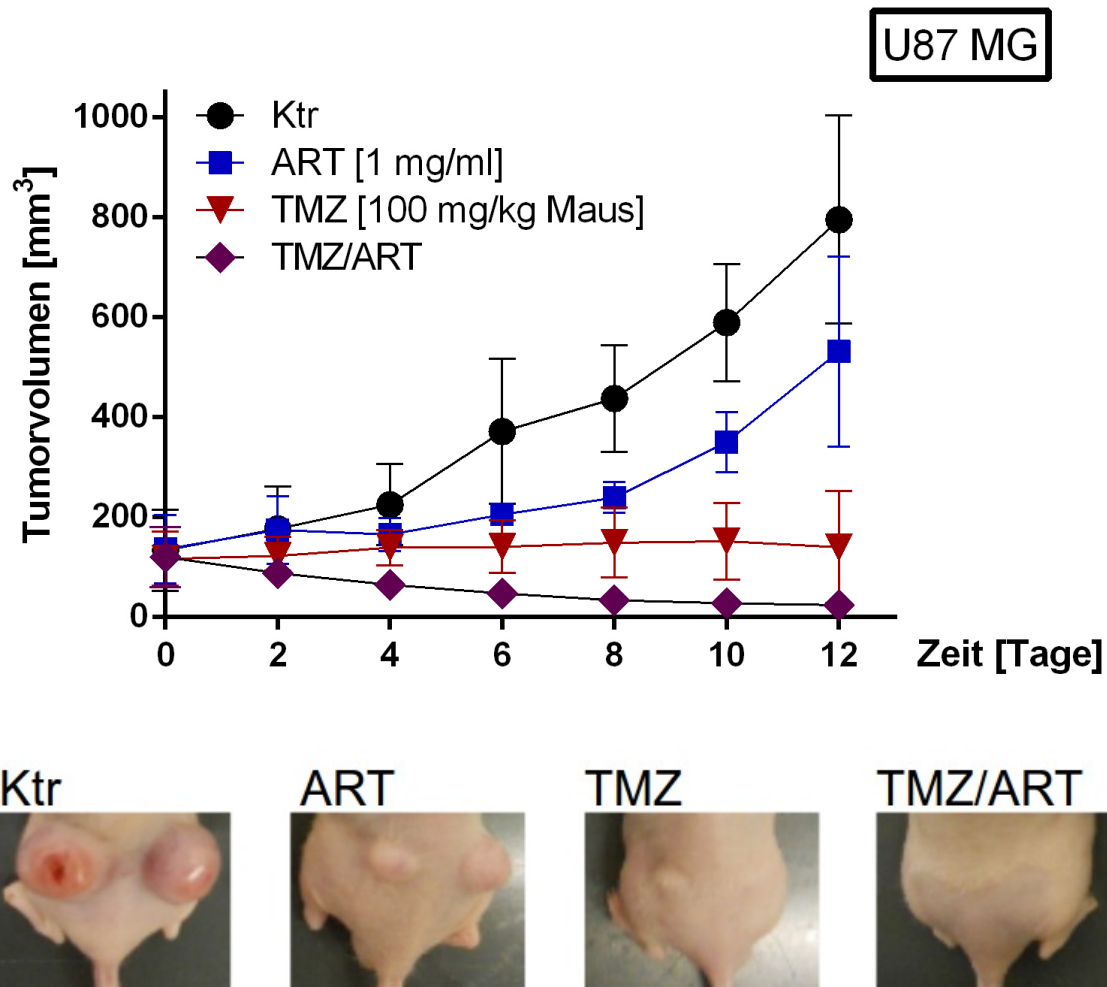 U87 MG
Ktr
ART [1 mg/ml]
TMZ [100 mg/kg Maus]
TMZ/ART
Tumorvolumen [mm³]
1000
800
600
400
200
0
0 2 4 6 8 10 12
Zeit [Tage]
Ktr ART TMZ TMZ/ART